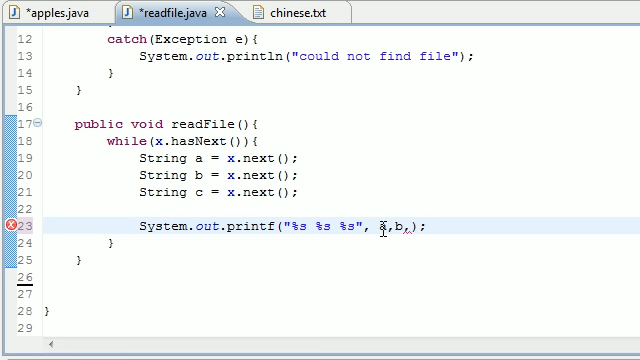 *apples.java *readfile.java chinese.txt
12 catch(Exception e){
13 System.out.println("could not find file");
14 }
15 }
16
17 public void readFile(){
18 while(x.hasNext()){
19 String a = x.next();
20 String b = x.next();
21 String c = x.next();
22
23 System.out.printf("%s %s %s", a,b,);
24 }
25 }
26
27
28 }
29